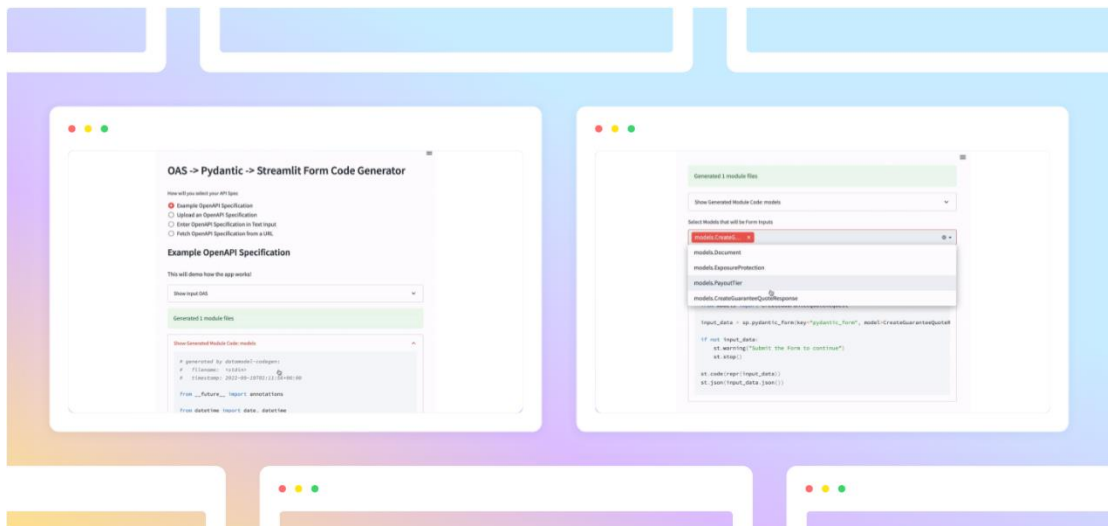 OAS -> Pydantic -> Streamlit Form Code Generator
How will you select your API Spec
Example OpenAPI Specification
Upload an OpenAPI Specification
Enter OpenAPI Specification in Text Input
Fetch OpenAPI Specification from a URL
Example OpenAPI Specification
This will demo how the app works!
Show Input OAS
Generated 1 module files
Show Generated Module Code: models
# generated by datamodel-codegen:
#   filename:  <stdin>
from __future__ import annotations
from datetime import date, datetime
Generated 1 module files
Show Generated Module Code: models
Select Models that will be Form Inputs
models.CreateG...
models.Document
models.ExposureProtection
models.PayoutTier
models.CreateGuaranteeQuoteResponse
input_data = sp.pydantic_form(key="pydantic_form", model=CreateGuaranteeQuoteR
if not input_data:
    st.warning("Submit the Form to continue")
    st.stop()
st.code(repr(input_data))
st.json(input_data.json())